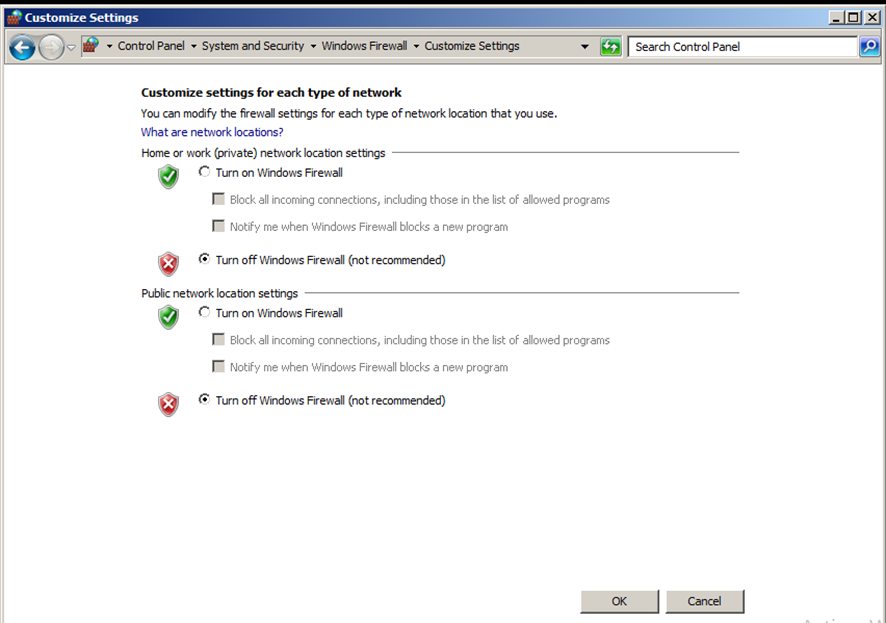 Customize Settings
Control Panel System and Security Windows Firewall Customize Settings Search Control Panel
Customize settings for each type of network
You can modify the firewall settings for each type of network location that you use.
What are network locations?
Home or work (private) network location settings
Turn on Windows Firewall
Block all incoming connections, including those in the list of allowed programs
Notify me when Windows Firewall blocks a new program
Turn off Windows Firewall (not recommended)
Public network location settings
Turn on Windows Firewall
Block all incoming connections, including those in the list of allowed programs
Notify me when Windows Firewall blocks a new program
Turn off Windows Firewall (not recommended)
OK Cancel